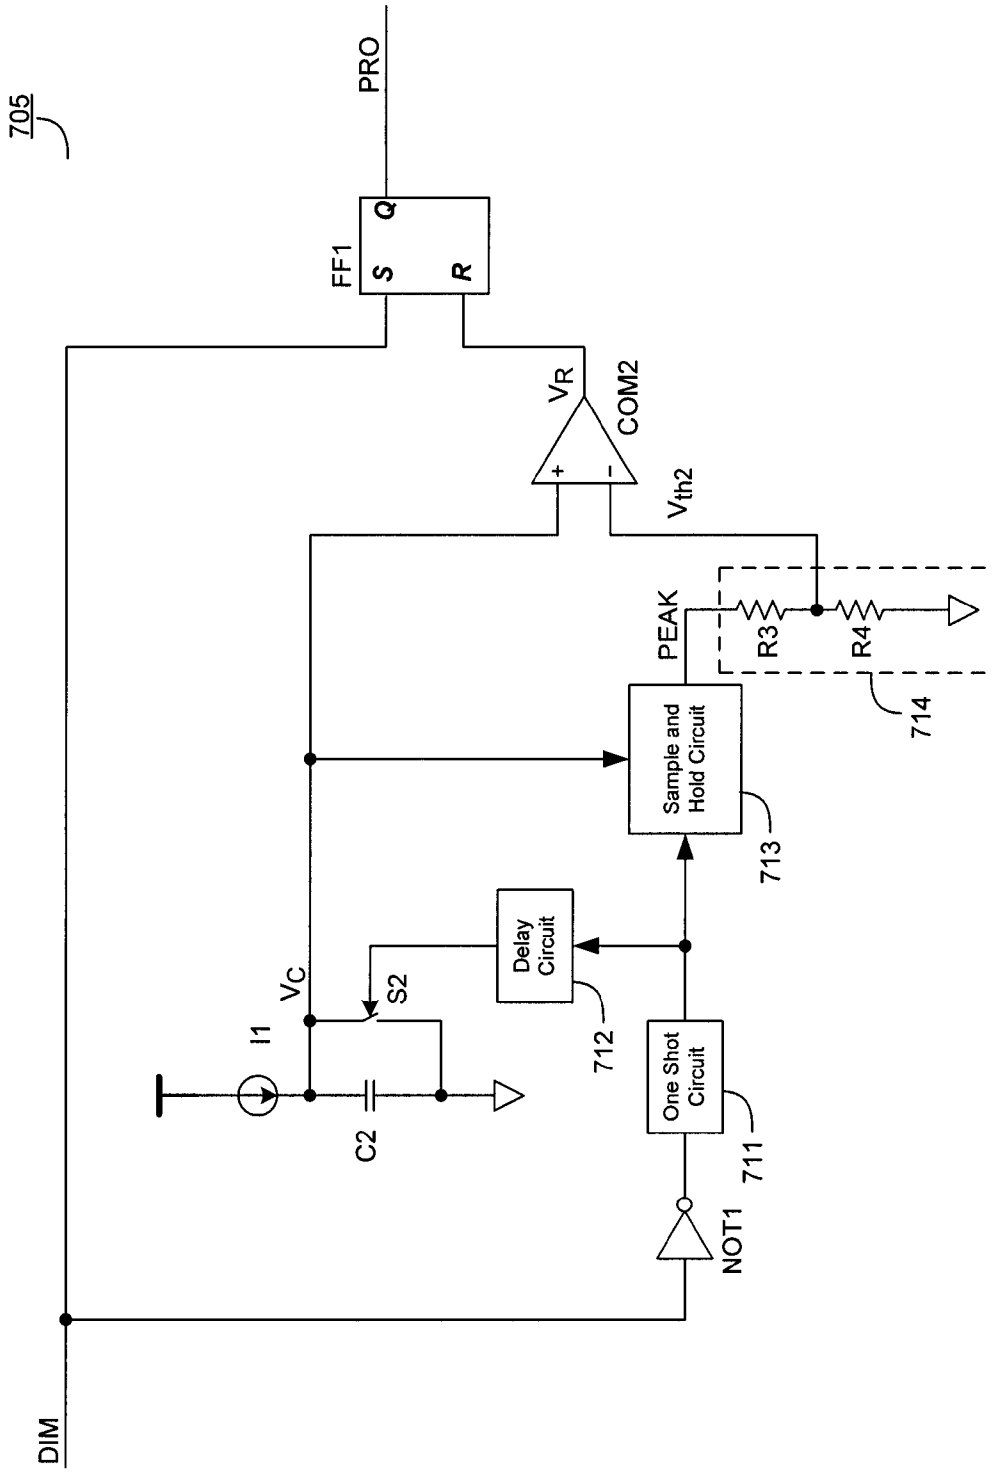 705
DIM
PRO
FF1
S
Q
R
I1
VC
C2
S2
VR
COM2
+
−
Vth2
Delay
Circuit
712
PEAK
Sample and
Hold Circuit
713
R3
R4
714
One Shot
Circuit
711
NOT1